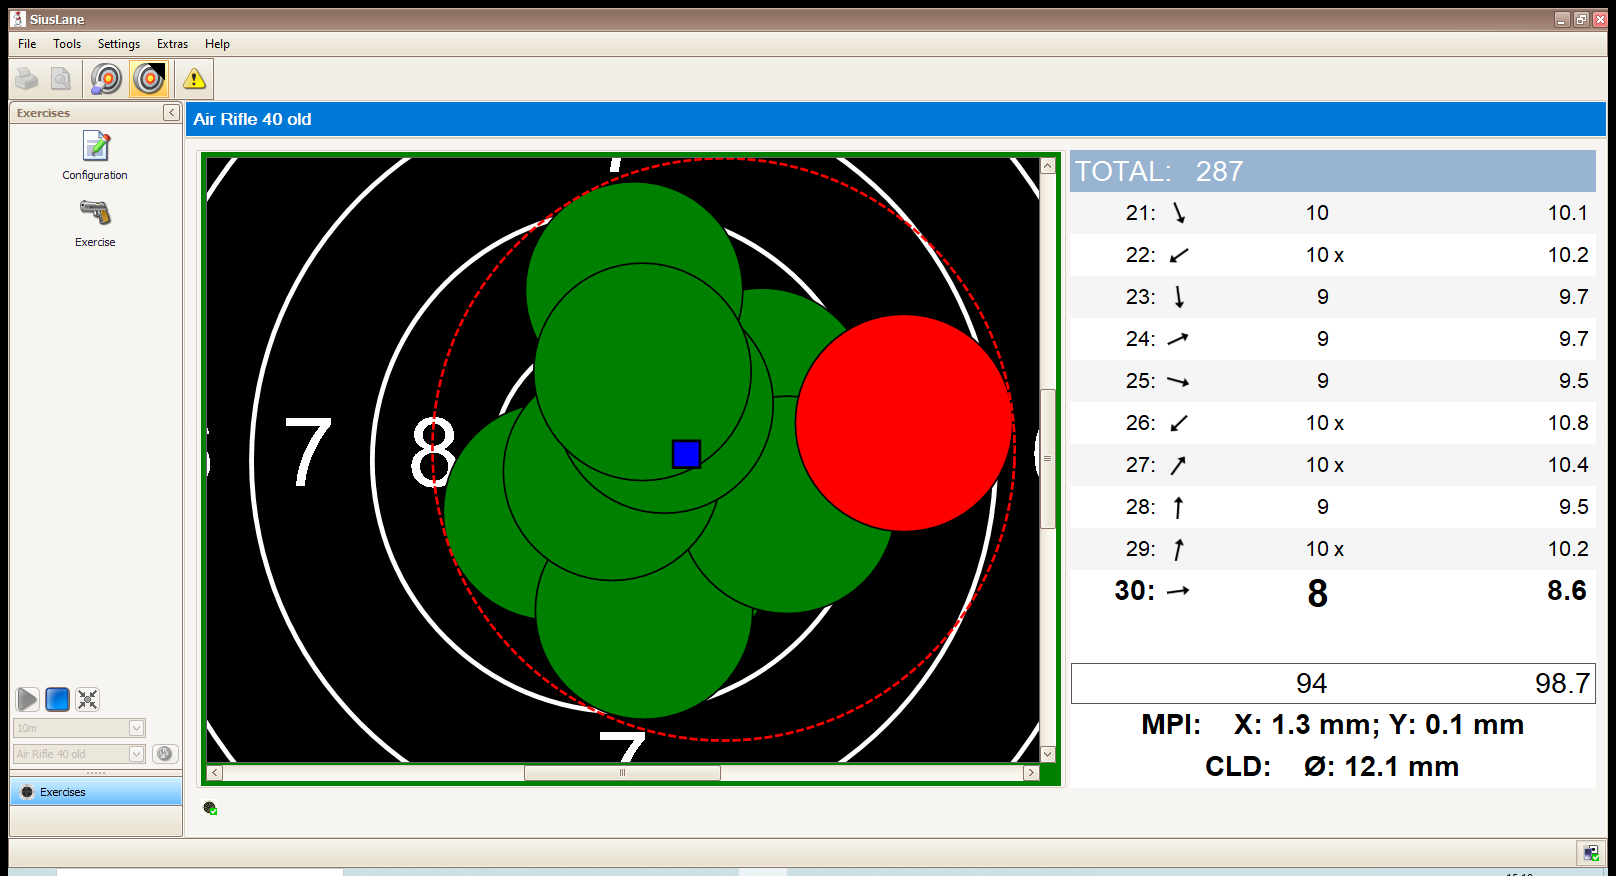 SiusLane
File Tools Settings Extras Help
Exercises
Configuration
Exercise
10m
Air Rifle 40 old
Exercises
Air Rifle 40 old
7 8
7
TOTAL: 287
21: 10 10.1
22: 10 x 10.2
23: 9 9.7
24: 9 9.7
25: 9 9.5
26: 10 x 10.8
27: 10 x 10.4
28: 9 9.5
29: 10 x 10.2
30: 8 8.6
94 98.7
MPI: X: 1.3 mm; Y: 0.1 mm
CLD: Ø: 12.1 mm